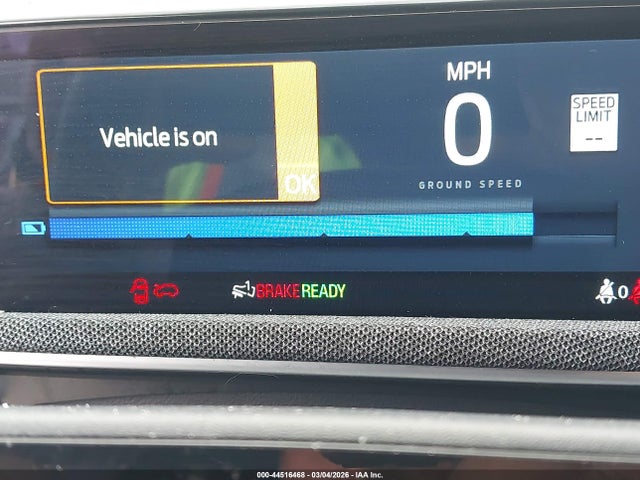 Vehicle is on
OK
MPH
0
GROUND SPEED
SPEED
LIMIT
--
1
BRAKE READY
0
000-44516468 - 03/04/2026 - IAA Inc.